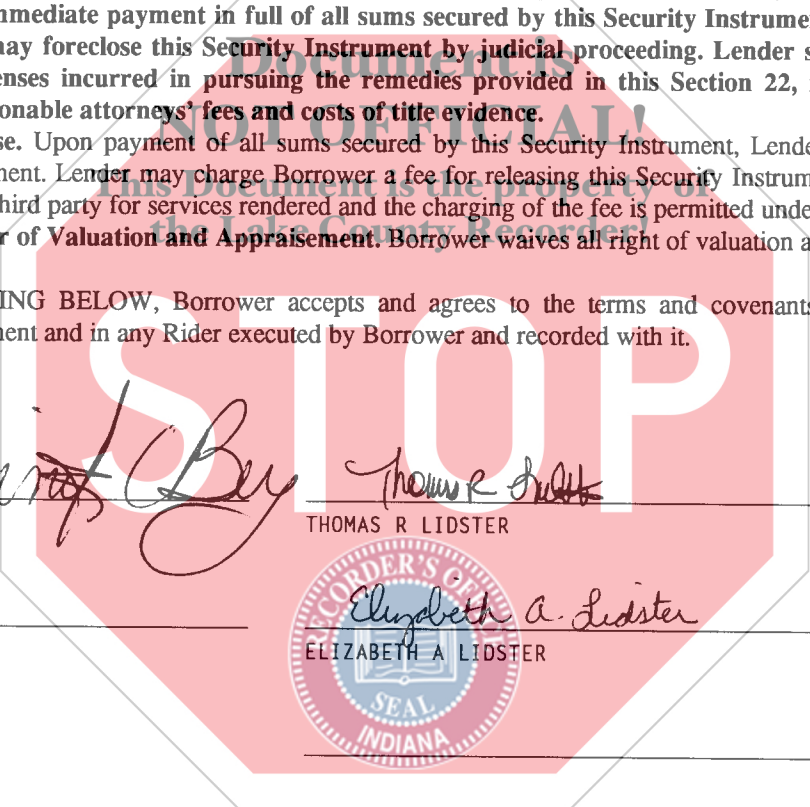 mmediate payment in full of all sums secured by this Security Instrume
may foreclose this Security Instrument by judicial proceeding. Lender s
Document is
enses incurred in pursuing the remedies provided in this Section 22,
onable attorneys' fees and costs of title evidence.
NOT OFFICIAL!
se. Upon payment of all sums secured by this Security Instrument, Lende
ment. Lender may charge Borrower a fee for releasing this Security Instrum
This Document is the property of
hird party for services rendered and the charging of the fee is permitted unde
the Lake County Recorder!
r of Valuation and Appraisement. Borrower waives all right of valuation a
ING BELOW, Borrower accepts and agrees to the terms and covenants
ment and in any Rider executed by Borrower and recorded with it.
STOP
Thomas R Lidster
THOMAS R LIDSTER
RECORDER'S OFFICE
Elizabeth A. Lidster
ELIZABETH A LIDSTER
SEAL
INDIANA